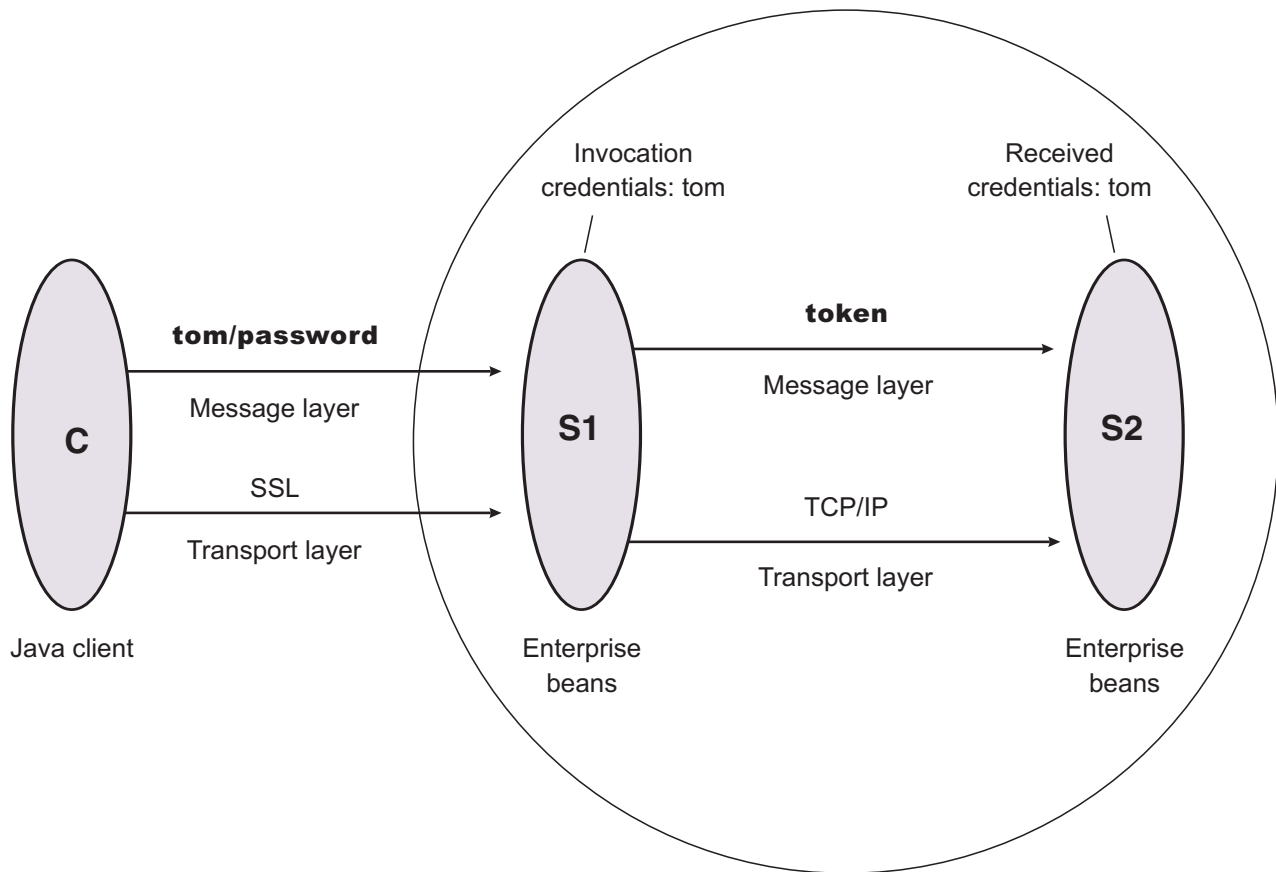 Invocation
credentials: tom
Received
credentials: tom
tom/password
Message layer
token
Message layer
C
S1
S2
SSL
Transport layer
TCP/IP
Transport layer
Java client
Enterprise
beans
Enterprise
beans